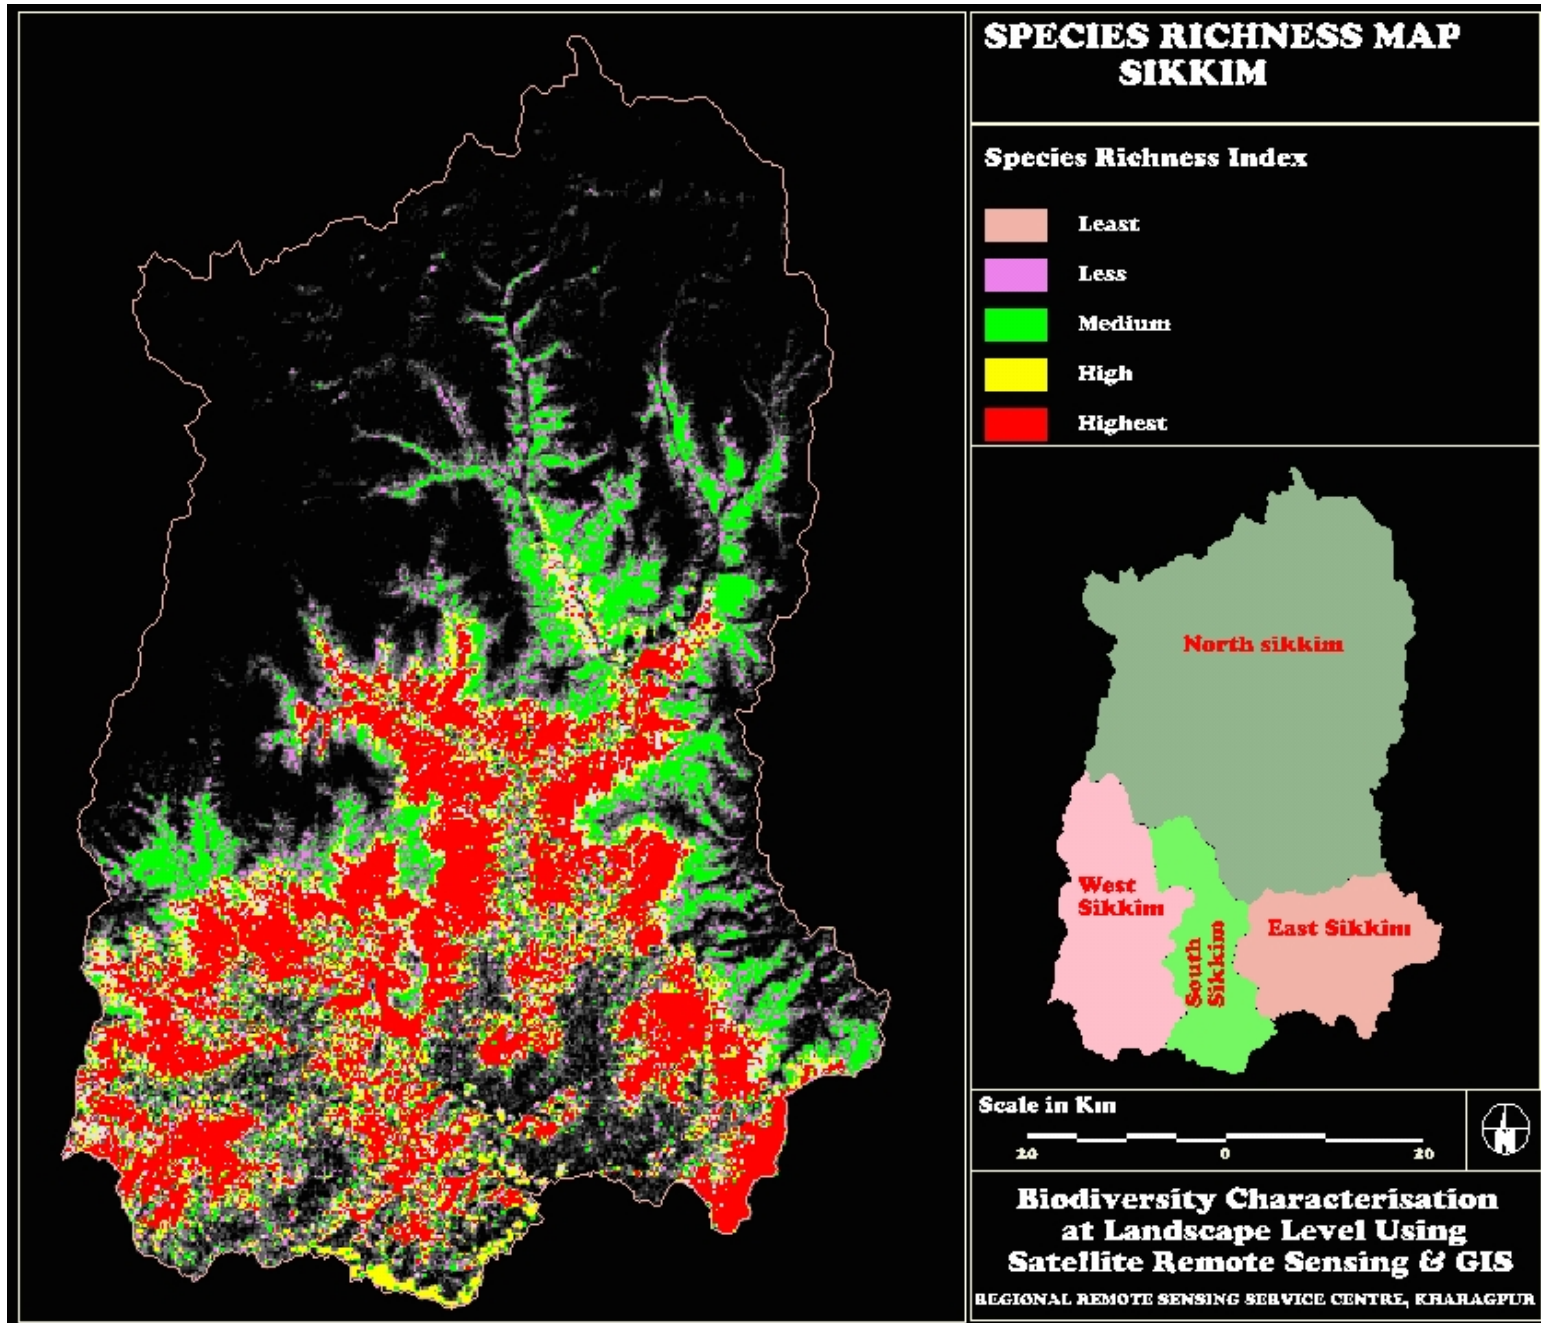 SPECIES RICHNESS MAP
SIKKIM
Species Richness Index
Least
Less
Medium
High
Highest
North sikkim
West
Sikkim
South
Sikkim
East Sikkim
Scale in Km
20 0 20
N
Biodiversity Characterisation
at Landscape Level Using
Satellite Remote Sensing & GIS
REGIONAL REMOTE SENSING SERVICE CENTRE, KHARAGPUR